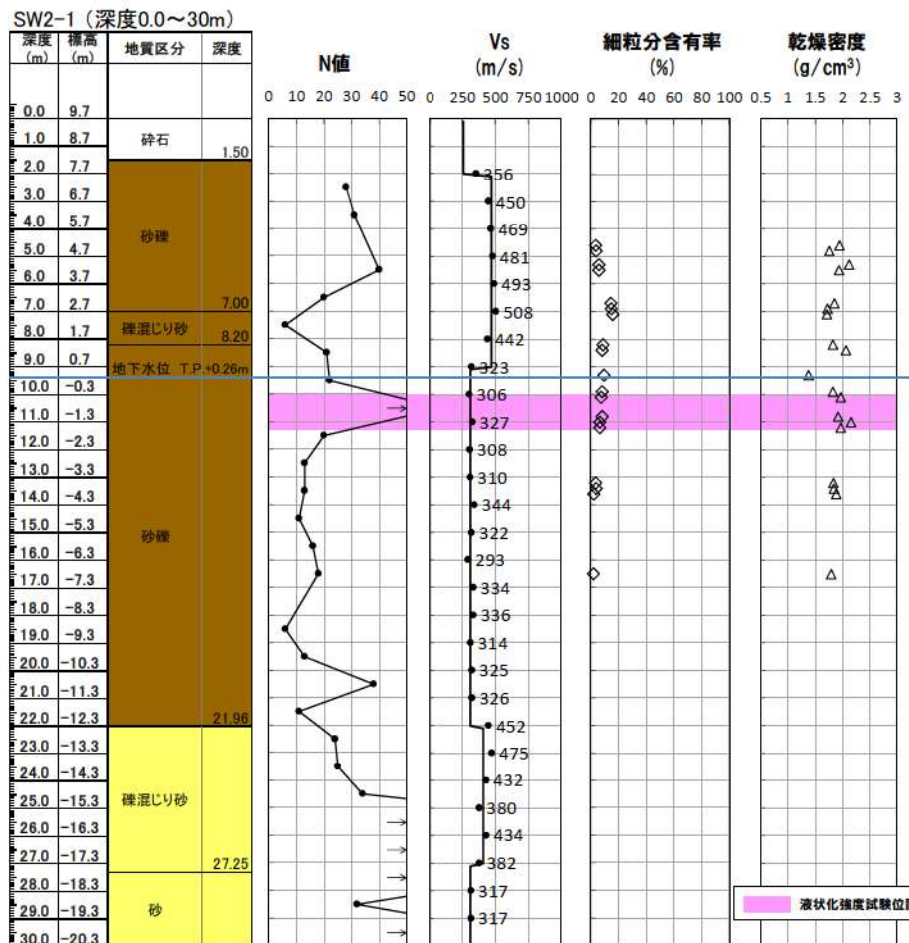 SW2-1（深度0.0～30m）
深度 標高 地質区分 深度
(m) (m)
N値
Vs
(m/s)
細粒分含有率
(%)
乾燥密度
(g/cm³)
0 10 20 30 40 50 0 250 500 750 1000 0 20 40 60 80 100 0.5 1 1.5 2 2.5 3
0.0 9.7
1.0 8.7 砕石 1.50
2.0 7.7 356
3.0 6.7 450
4.0 5.7 砂礫 469
5.0 4.7 481
6.0 3.7 493
7.0 2.7 7.00 508
8.0 1.7 礫混じり砂 8.20 442
9.0 0.7 地下水位 T.P.+0.26m 323
10.0 -0.3 306
11.0 -1.3 327
12.0 -2.3 308
13.0 -3.3 310
14.0 -4.3 344
15.0 -5.3 砂礫 322
16.0 -6.3 293
17.0 -7.3 334
18.0 -8.3 336
19.0 -9.3 314
20.0 -10.3 325
21.0 -11.3 326
22.0 -12.3 21.96 452
23.0 -13.3 475
24.0 -14.3 432
25.0 -15.3 礫混じり砂 380
26.0 -16.3 434
27.0 -17.3 27.25 382
28.0 -18.3 317
29.0 -19.3 砂 317
30.0 -20.3
液状化強度試験位